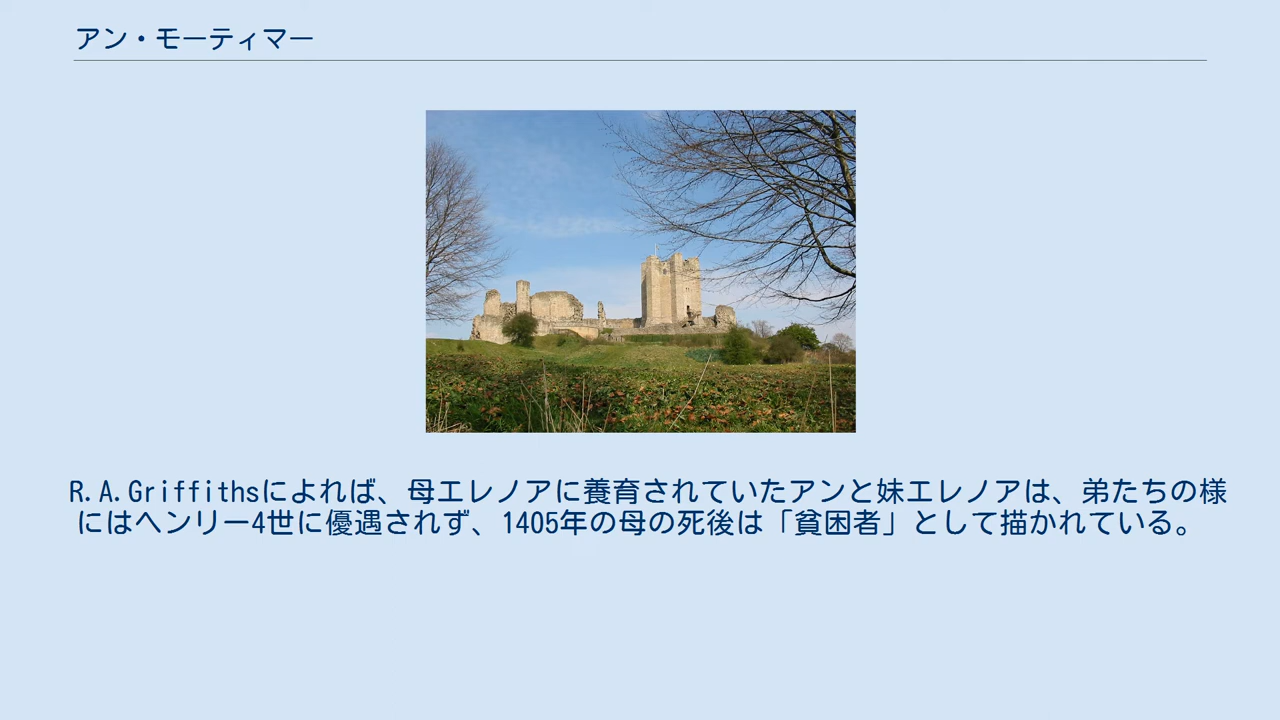 アン・モーティマー
R.A.Griffithsによれば、母エレノアに養育されていたアンと妹エレノアは、弟たちの様
にはヘンリー4世に優遇されず、1405年の母の死後は「貧困者」として描かれている。